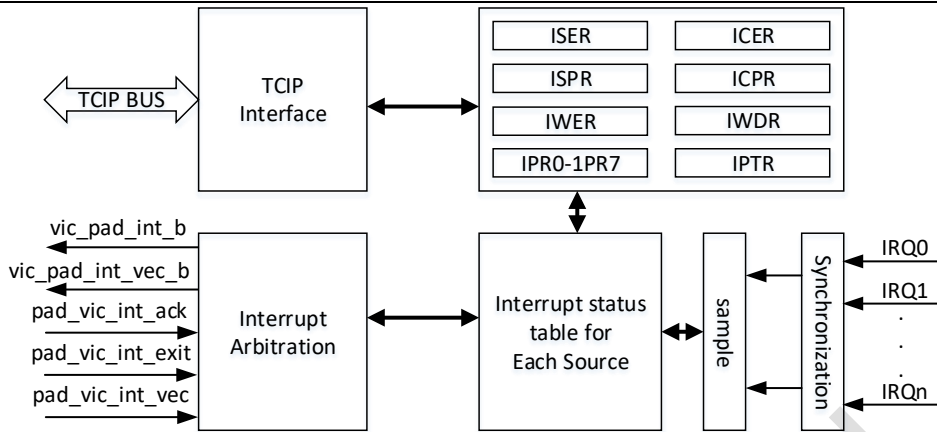 TCIP BUS
TCIP
Interface
ISER
ICER
ISPR
ICPR
IWER
IWDR
IPR0-1PR7
IPTR
vic_pad_int_b
vic_pad_int_vec_b
pad_vic_int_ack
pad_vic_int_exit
pad_vic_int_vec
Interrupt
Arbitration
Interrupt status
table for
Each Source
sample
Synchronization
IRQ0
IRQ1
.
.
.
IRQn